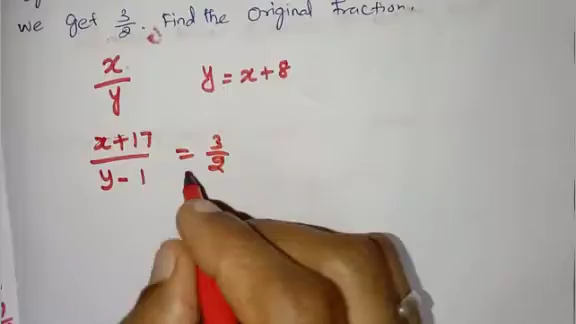 we get 3/2. Find the Original Fraction.
x/y y = x+8
x+17/y-1 = 3/2